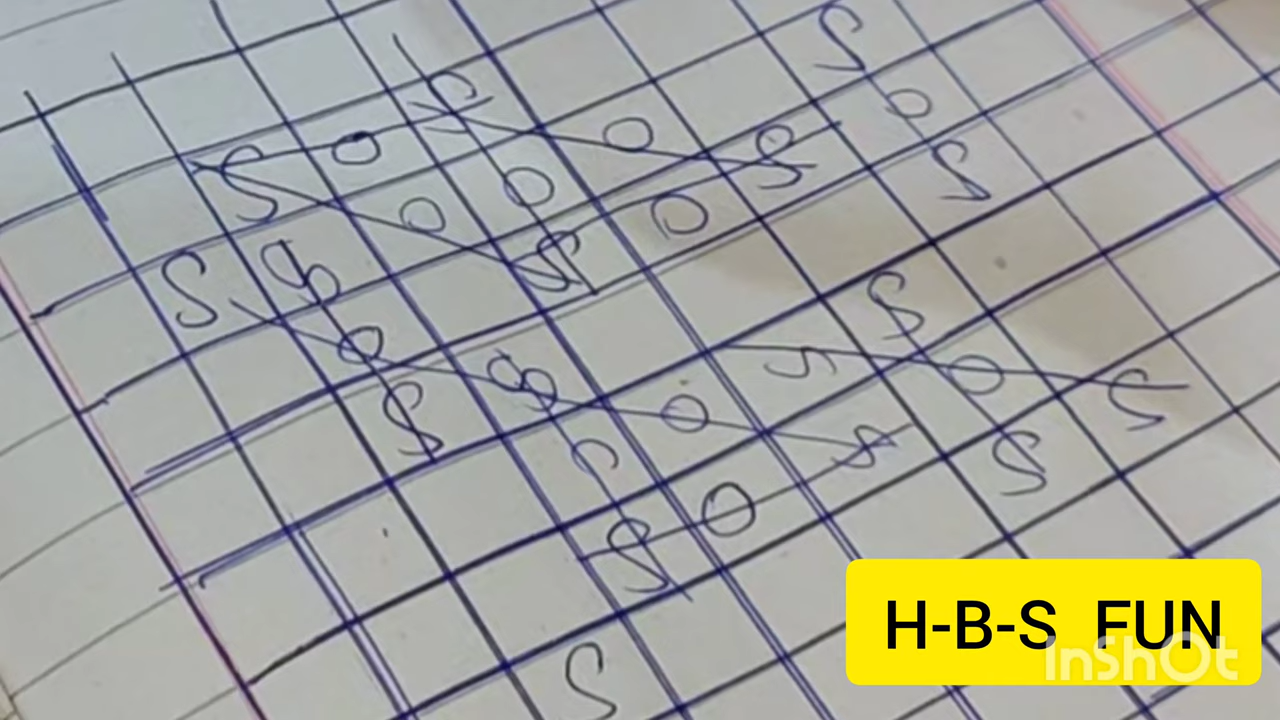 S
S O S O S O
S O O O S
S S O S
O S S O S
S O S
S O S
S O
S
H-B-S FUN
InShOt